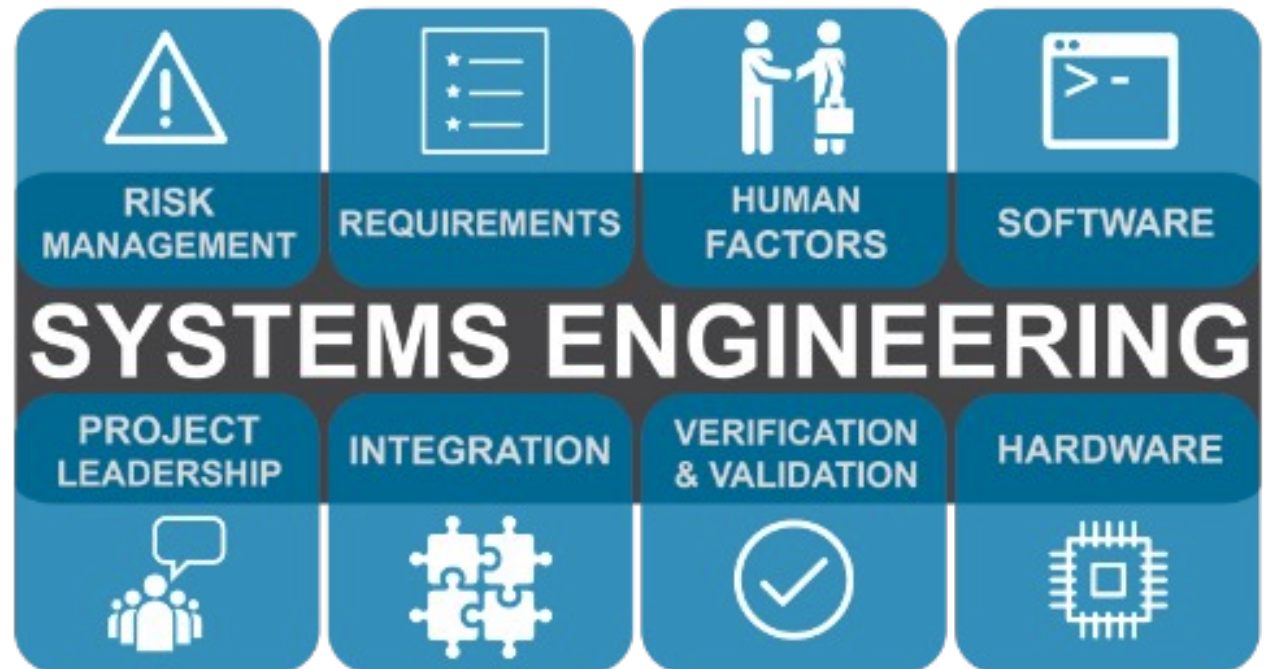 RISK
MANAGEMENT
REQUIREMENTS
HUMAN
FACTORS
SOFTWARE
>-
SYSTEMS ENGINEERING
PROJECT
LEADERSHIP
INTEGRATION
VERIFICATION
& VALIDATION
HARDWARE